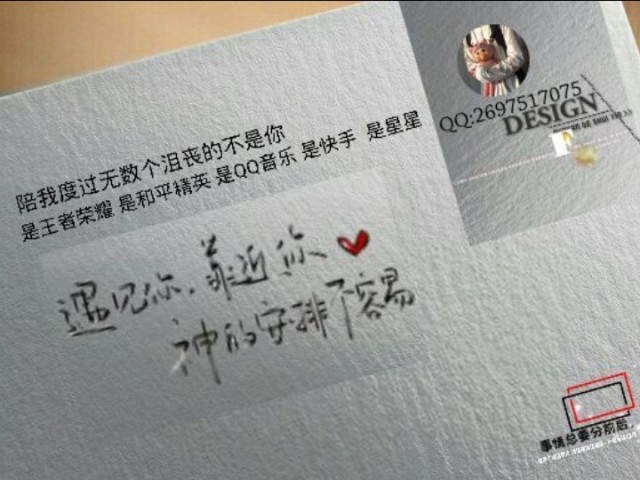 QQ:2697517075
DESIGN
陪我度过无数个沮丧的不是你
是王者荣耀 是和平精英 是QQ音乐 是快手 是星星
遇见你，靠近你
神的安排不容易
事情总要分前后